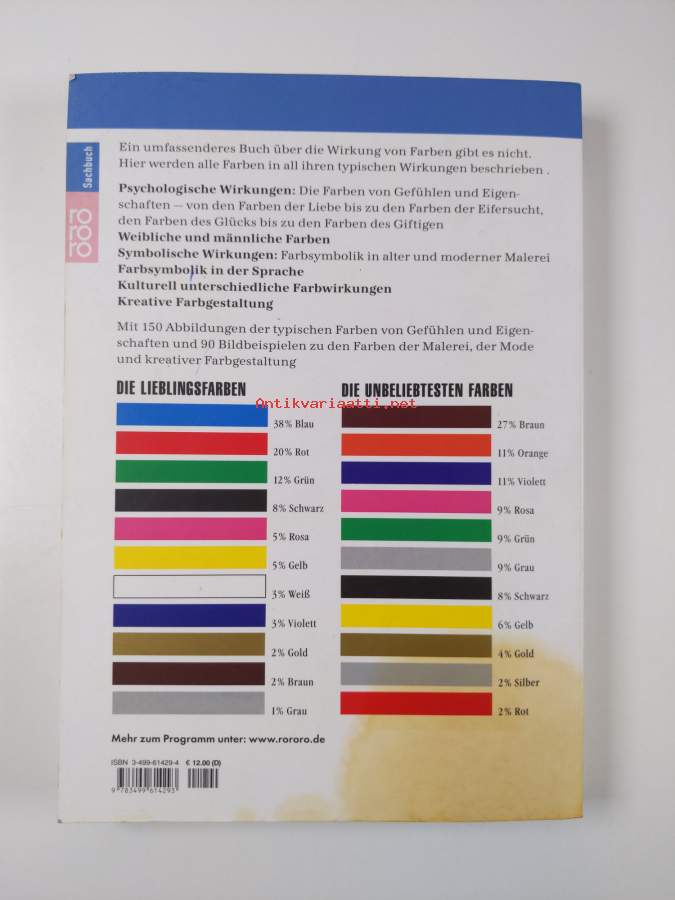 Ein umfassenderes Buch über die Wirkung von Farben gibt es nicht.
Hier werden alle Farben in all ihren typischen Wirkungen beschrieben .
Sachbuch
rororo
Psychologische Wirkungen: Die Farben von Gefühlen und Eigen-
schaften – von den Farben der Liebe bis zu den Farben der Eifersucht,
den Farben des Glücks bis zu den Farben des Giftigen
Weibliche und männliche Farben
Symbolische Wirkungen: Farbsymbolik in alter und moderner Malerei
Farbsymbolik in der Sprache
Kulturell unterschiedliche Farbwirkungen
Kreative Farbgestaltung
Mit 150 Abbildungen der typischen Farben von Gefühlen und Eigen-
schaften und 90 Bildbeispielen zu den Farben der Malerei, der Mode
und kreativer Farbgestaltung
DIE LIEBLINGSFARBEN
38% Blau
20% Rot
12% Grün
8% Schwarz
5% Rosa
5% Gelb
3% Weiß
3% Violett
2% Gold
2% Braun
1% Grau
DIE UNBELIEBTESTEN FARBEN
27% Braun
11% Orange
11% Violett
9% Rosa
9% Grün
9% Grau
8% Schwarz
6% Gelb
4% Gold
2% Silber
2% Rot
Antikvariaatti.net
Mehr zum Programm unter: www.rororo.de
ISBN 3-499-61429-4 € 12.00 (D)
9 783499 614293